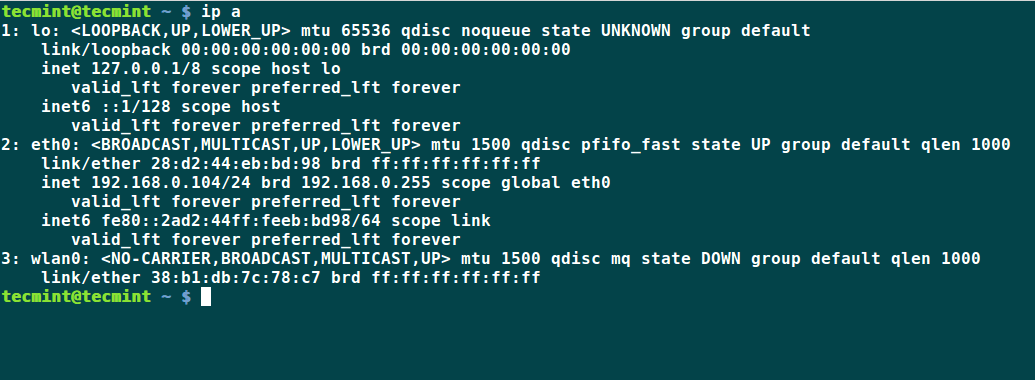 tecmint@tecmint ~ $ ip a
1: lo: <LOOPBACK,UP,LOWER_UP> mtu 65536 qdisc noqueue state UNKNOWN group default
    link/loopback 00:00:00:00:00:00 brd 00:00:00:00:00:00
    inet 127.0.0.1/8 scope host lo
       valid_lft forever preferred_lft forever
    inet6 ::1/128 scope host
       valid_lft forever preferred_lft forever
2: eth0: <BROADCAST,MULTICAST,UP,LOWER_UP> mtu 1500 qdisc pfifo_fast state UP group default qlen 1000
    link/ether 28:d2:44:eb:bd:98 brd ff:ff:ff:ff:ff:ff
    inet 192.168.0.104/24 brd 192.168.0.255 scope global eth0
       valid_lft forever preferred_lft forever
    inet6 fe80::2ad2:44ff:feeb:bd98/64 scope link
       valid_lft forever preferred_lft forever
3: wlan0: <NO-CARRIER,BROADCAST,MULTICAST,UP> mtu 1500 qdisc mq state DOWN group default qlen 1000
    link/ether 38:b1:db:7c:78:c7 brd ff:ff:ff:ff:ff:ff
tecmint@tecmint ~ $